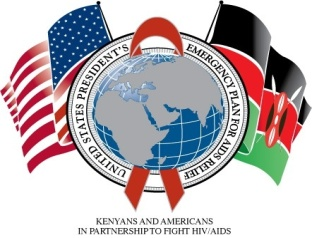 UNITED STATES PRESIDENT'S
EMERGENCY PLAN FOR AIDS RELIEF
KENYANS AND AMERICANS
IN PARTNERSHIP TO FIGHT HIV/AIDS